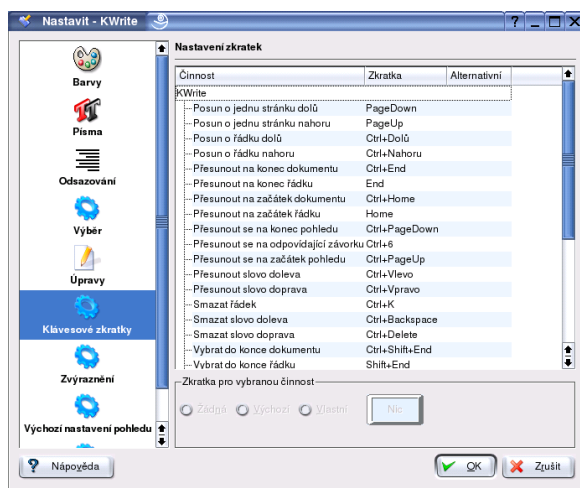 Nastavit - KWrite
Barvy
Písma
Odsazování
Výběr
Úpravy
Klávesové zkratky
Zvýraznění
Výchozí nastavení pohledu
Nastavení zkratek
Činnost Zkratka Alternativní
KWrite
Posun o jednu stránku dolů PageDown
Posun o jednu stránku nahoru PageUp
Posun o řádku dolů Ctrl+Dolů
Posun o řádku nahoru Ctrl+Nahoru
Přesunout na konec dokumentu Ctrl+End
Přesunout na konec řádku End
Přesunout na začátek dokumentu Ctrl+Home
Přesunout na začátek řádku Home
Přesunout se na konec pohledu Ctrl+PageDown
Přesunout se na odpovídající závorku Ctrl+6
Přesunout se na začátek pohledu Ctrl+PageUp
Přesunout slovo doleva Ctrl+Vlevo
Přesunout slovo doprava Ctrl+Vpravo
Smazat řádek Ctrl+K
Smazat slovo doleva Ctrl+Backspace
Smazat slovo doprava Ctrl+Delete
Vybrat do konce dokumentu Ctrl+Shift+End
Vybrat do konce řádku Shift+End
Zkratka pro vybranou činnost
Žádná Výchozí Vlastní Nic
Nápověda OK Zrušit